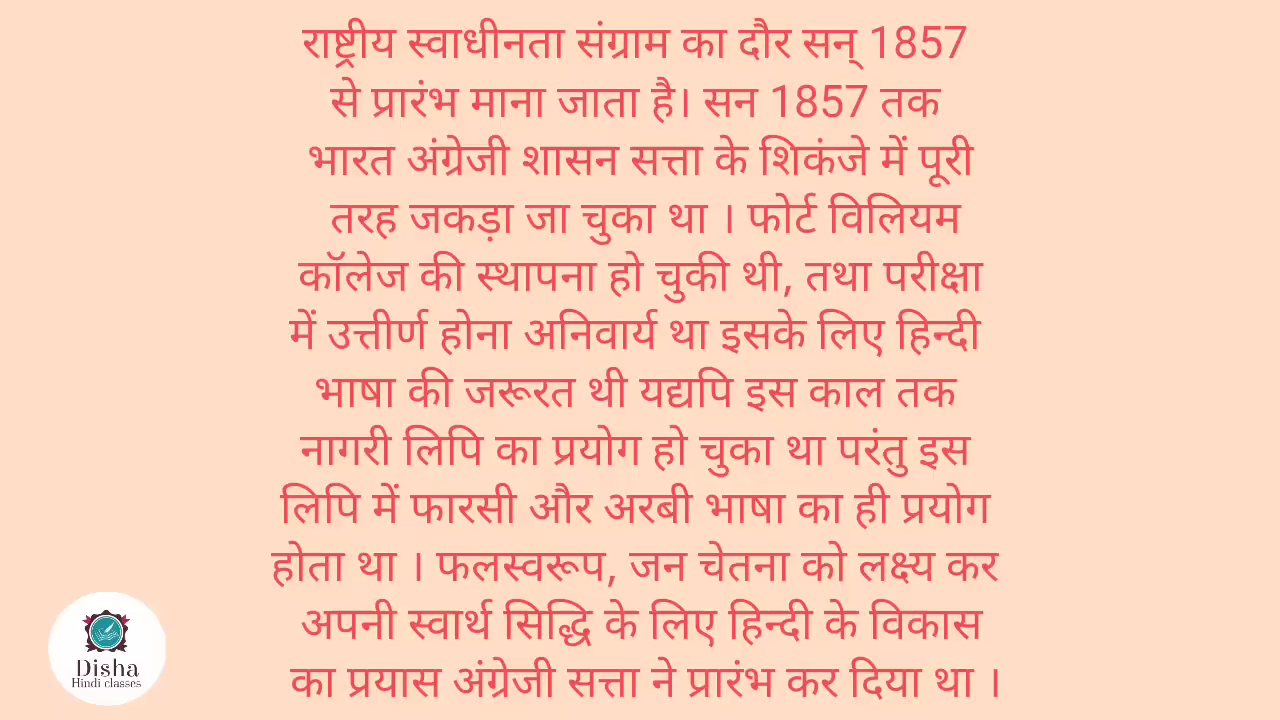 राष्ट्रीय स्वाधीनता संग्राम का दौर सन् 1857
से प्रारंभ माना जाता है। सन 1857 तक
भारत अंग्रेजी शासन सत्ता के शिकंजे में पूरी
तरह जकड़ा जा चुका था । फोर्ट विलियम
कॉलेज की स्थापना हो चुकी थी, तथा परीक्षा
में उत्तीर्ण होना अनिवार्य था इसके लिए हिन्दी
भाषा की जरूरत थी यद्यपि इस काल तक
नागरी लिपि का प्रयोग हो चुका था परंतु इस
लिपि में फारसी और अरबी भाषा का ही प्रयोग
होता था । फलस्वरूप, जन चेतना को लक्ष्य कर
अपनी स्वार्थ सिद्धि के लिए हिन्दी के विकास
का प्रयास अंग्रेजी सत्ता ने प्रारंभ कर दिया था ।
Disha
Hindi classes